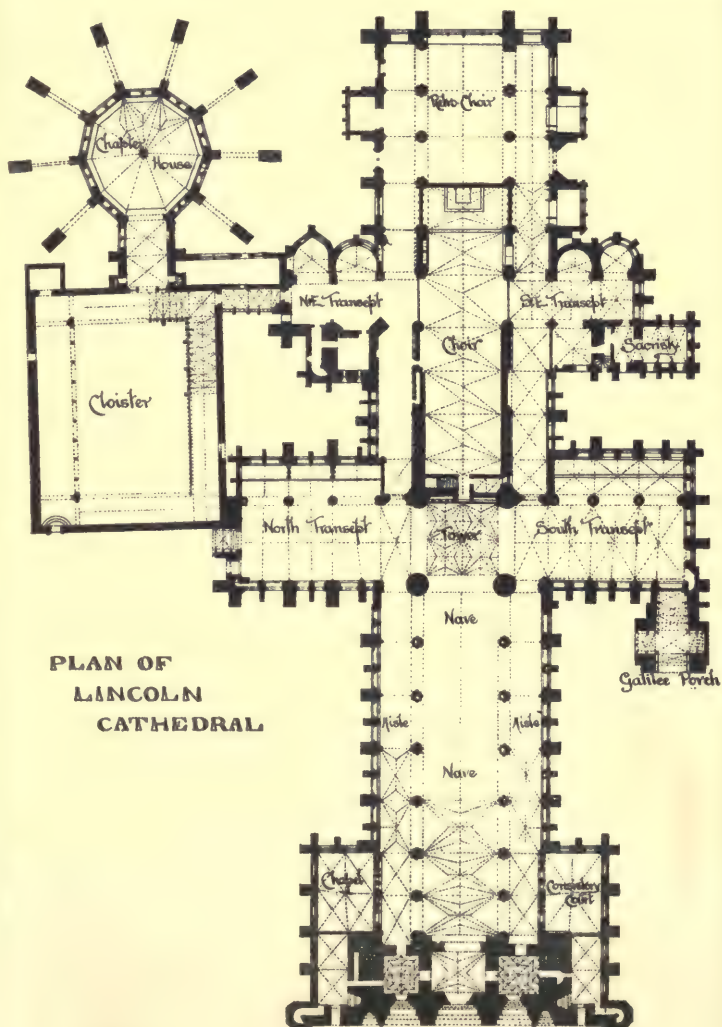 Retro-Choir
Chapter
House
N.E. Transept
S.E. Transept
Choir
Sacristy
Cloister
North Transept
Tower
South Transept
Nave
PLAN OF
LINCOLN
CATHEDRAL
Galilee Porch
Aisle
Aisle
Nave
Chapel
Consistory
Court